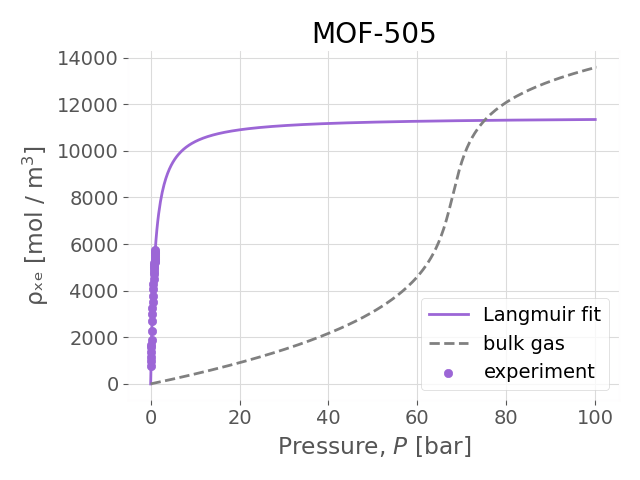 MOF-505
14000
12000
10000
8000
6000
4000
2000
0
ρₓₑ [mol / m³]
0 20 40 60 80 100
Pressure, P [bar]
Langmuir fit
bulk gas
experiment